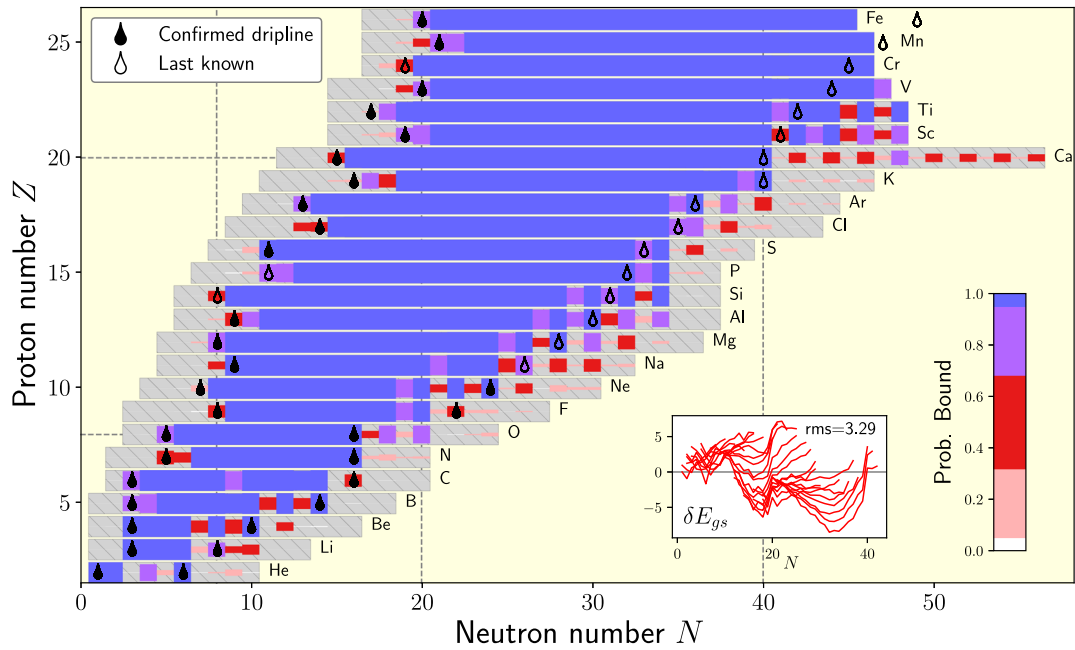 Confirmed dripline
Last known
Fe
Mn
Cr
V
Ti
Sc
Ca
K
Ar
Cl
S
P
Si
Al
Mg
Na
Ne
F
O
N
C
B
Be
Li
He
25
20
15
10
5
Proton number Z
0
10
20
30
40
50
Neutron number N
rms=3.29
δE_gs
5
0
−5
0
20
40
N
1.0
0.8
0.6
0.4
0.2
0.0
Prob. Bound